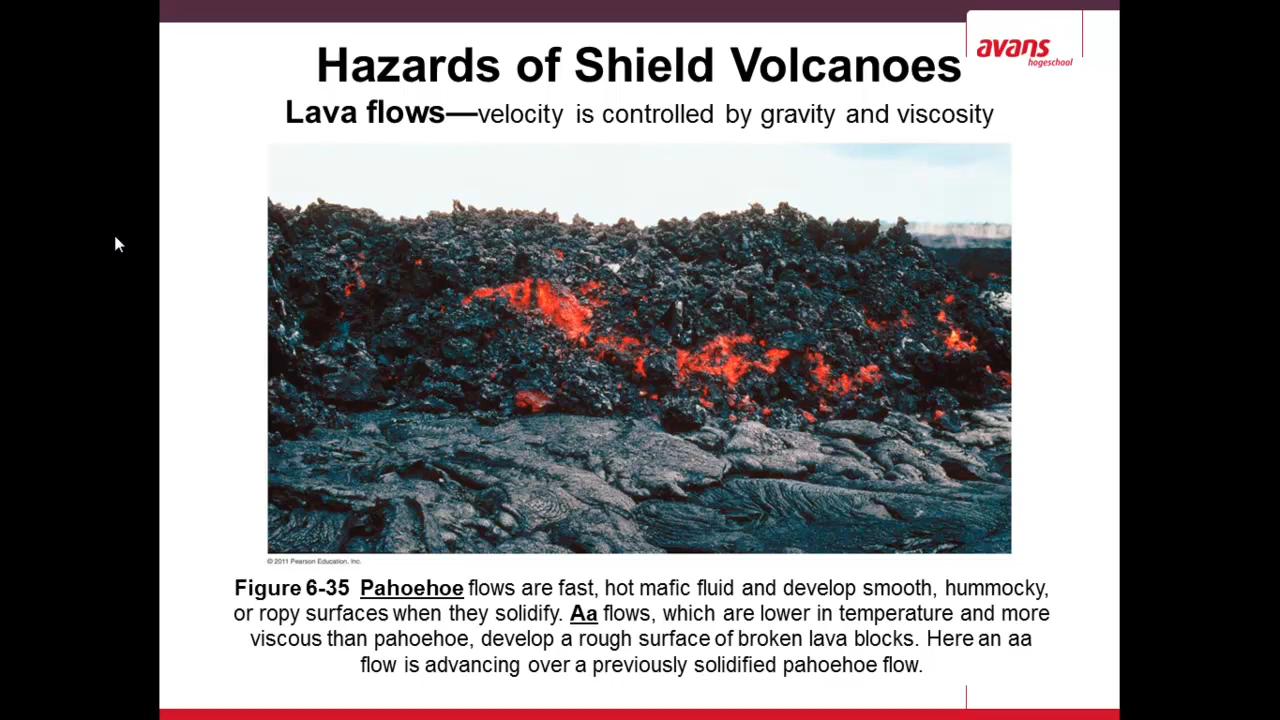 avans
hogeschool
Hazards of Shield Volcanoes
Lava flows—velocity is controlled by gravity and viscosity
© 2011 Pearson Education, Inc.
Figure 6-35 Pahoehoe flows are fast, hot mafic fluid and develop smooth, hummocky,
or ropy surfaces when they solidify. Aa flows, which are lower in temperature and more
viscous than pahoehoe, develop a rough surface of broken lava blocks. Here an aa
flow is advancing over a previously solidified pahoehoe flow.